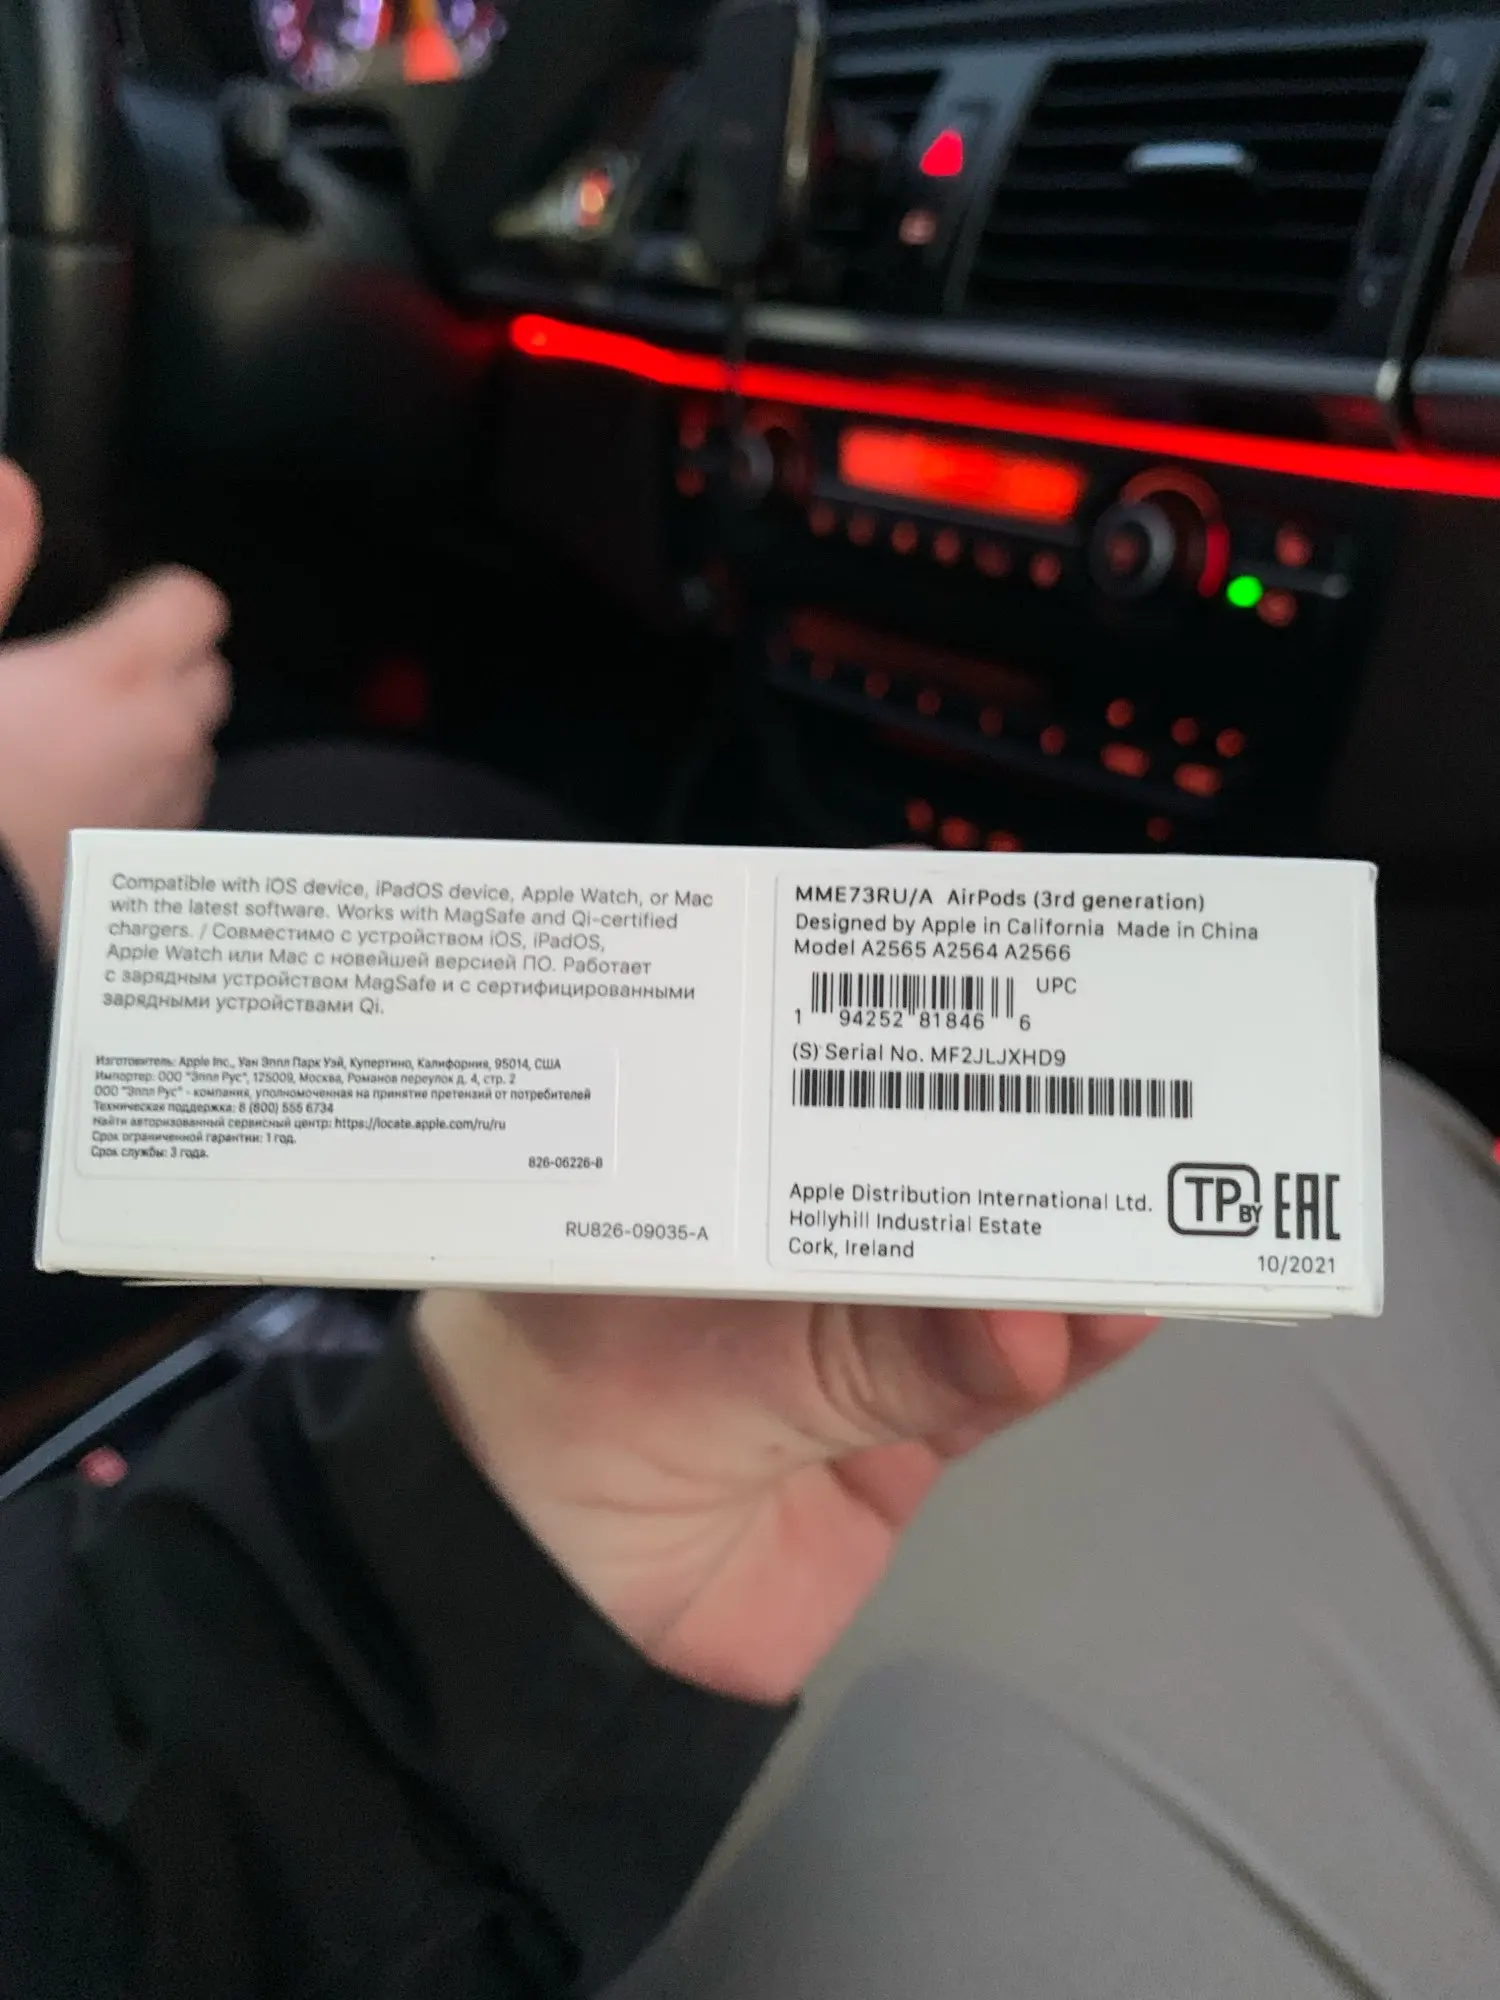 Compatible with iOS device, iPadOS device, Apple Watch, or Mac
with the latest software. Works with MagSafe and Qi-certified
chargers. / Совместимо с устройством iOS, iPadOS,
Apple Watch или Mac с новейшей версией ПО. Работает
с зарядным устройством MagSafe и с сертифицированными
зарядными устройствами Qi.
Изготовитель: Apple Inc., Уан Эппл Парк Уэй, Купертино, Калифорния, 95014, США
Импортер: ООО "Эппл Рус", 125009, Москва, Романов переулок д. 4, стр. 2
ООО "Эппл Рус" - компания, уполномоченная на принятие претензий от потребителей
Техническая поддержка: 8 (800) 555 6734
Найти авторизованный сервисный центр: https://locate.apple.com/ru/ru
Срок ограниченной гарантии: 1 год.
Срок службы: 3 года.
826-06226-B
RU826-09035-A
MME73RU/A AirPods (3rd generation)
Designed by Apple in California Made in China
Model A2565 A2564 A2566
UPC
1 94252 81846 6
(S) Serial No. MF2JLJXHD9
Apple Distribution International Ltd.
Hollyhill Industrial Estate
Cork, Ireland
TP BY EAC
10/2021